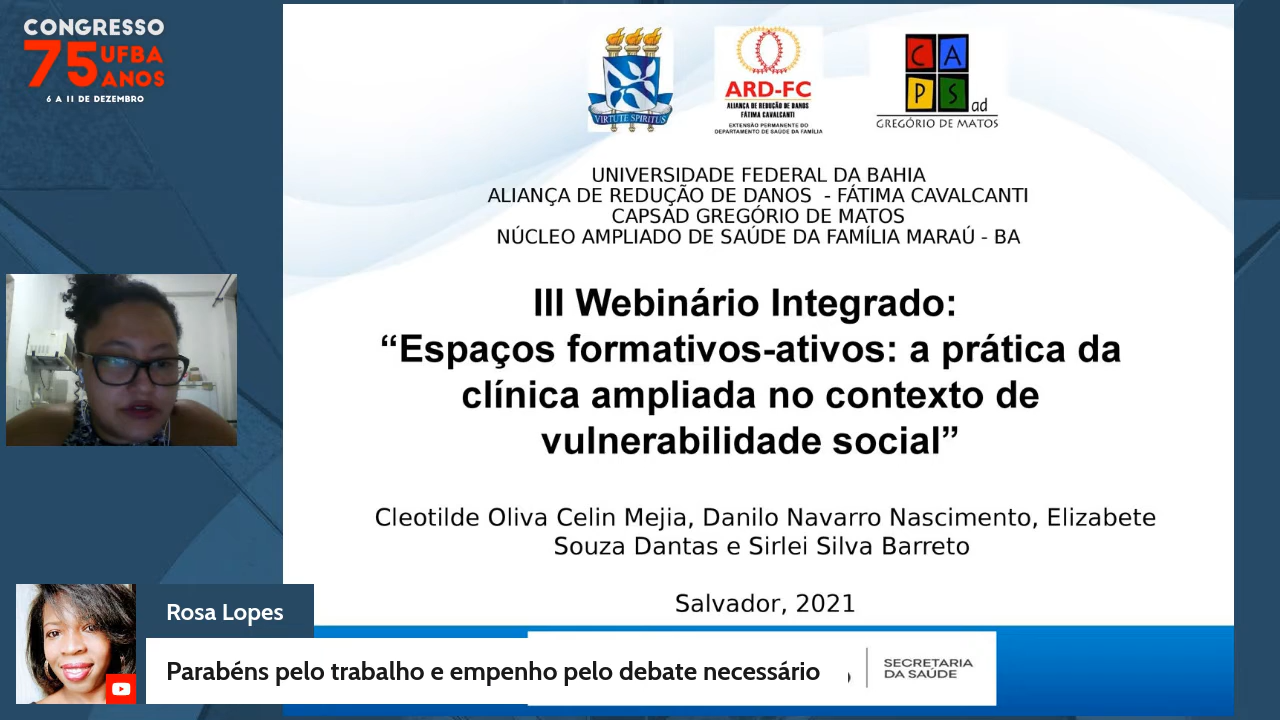 CONGRESSO
75 UFBA
ANOS
6 A 11 DE DEZEMBRO
VIRTUTE SPIRITUS
ARD-FC
ALIANÇA DE REDUÇÃO DE DANOS
FÁTIMA CAVALCANTI
EXTENSÃO PERMANENTE DO
DEPARTAMENTO DE SAÚDE DA FAMÍLIA
CAPS ad
GREGÓRIO DE MATOS
UNIVERSIDADE FEDERAL DA BAHIA
ALIANÇA DE REDUÇÃO DE DANOS - FÁTIMA CAVALCANTI
CAPSAD GREGÓRIO DE MATOS
NÚCLEO AMPLIADO DE SAÚDE DA FAMÍLIA MARAÚ - BA
III Webinário Integrado:
“Espaços formativos-ativos: a prática da
clínica ampliada no contexto de
vulnerabilidade social”
Cleotilde Oliva Celin Mejia, Danilo Navarro Nascimento, Elizabete
Souza Dantas e Sirlei Silva Barreto
Salvador, 2021
Rosa Lopes
Parabéns pelo trabalho e empenho pelo debate necessário
SECRETARIA
DA SAÚDE